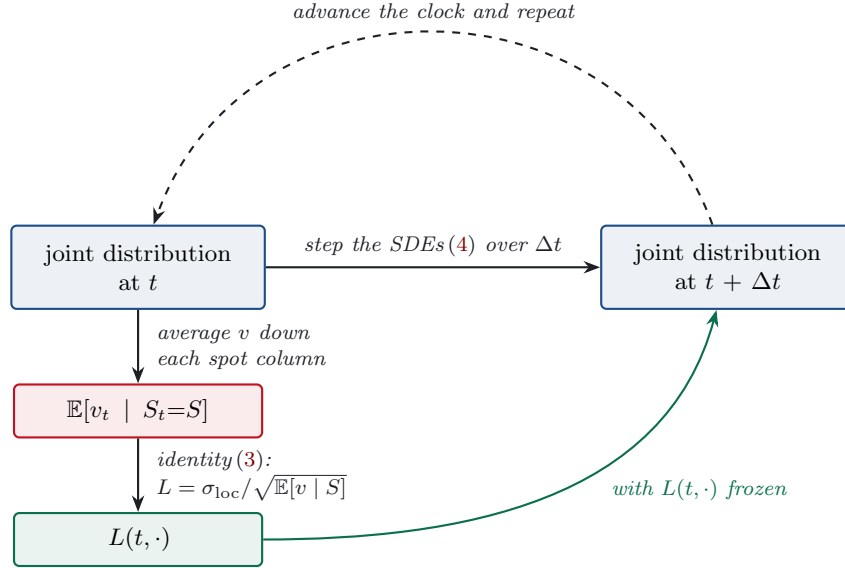 advance the clock and repeat
joint distribution
at t
step the SDEs (4) over Δt
joint distribution
at t + Δt
average v down
each spot column
𝔼[v_t | S_t=S]
identity (3):
L = σ_loc/√𝔼[v | S]
with L(t, ·) frozen
L(t, ·)